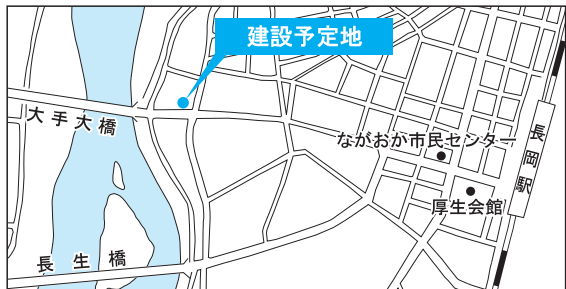 建設予定地
大手大橋
ながおか市民センター
長岡駅
厚生会館
長生橋